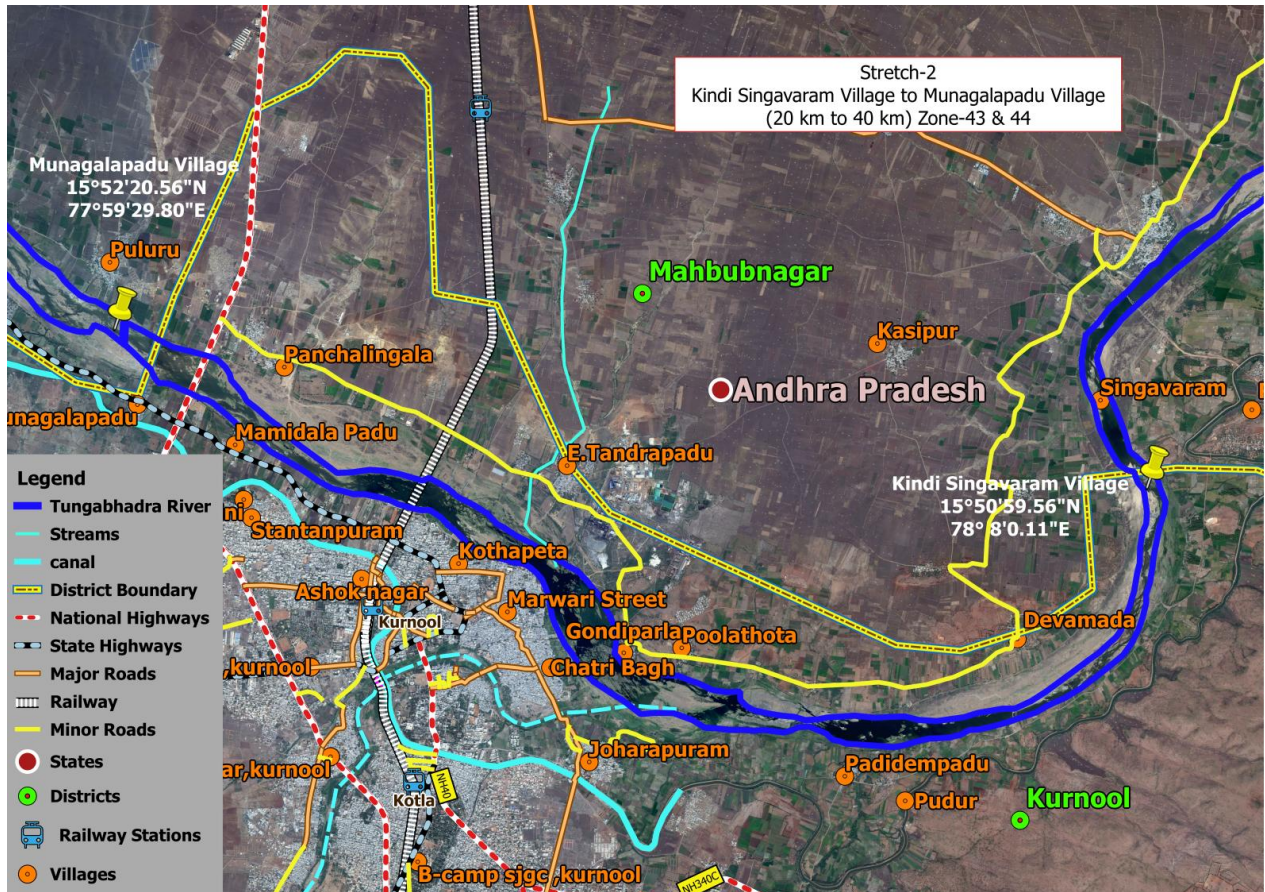 Stretch-2
Kindi Singavaram Village to Munagalapadu Village
(20 km to 40 km) Zone-43 & 44
Munagalapadu Village
15°52'20.56"N
77°59'29.80"E
Puluru
Mahbubnagar
Kasipur
Panchalingala
Andhra Pradesh
Singavaram
unagalapadu
Mamidala Padu
E.Tandrapadu
Kindi Singavaram Village
15°50'59.56"N
78° 8'0.11"E
ni
Stantanpuram
Kothapeta
Ashok nagar
Marwari Street
Kurnool
Gondiparla
Poolathota
Devamada
,kurnool
Chatri Bagh
Joharapuram
ar,kurnool
Padidempadu
Pudur
Kurnool
Kotla
NH40
B-camp sjgc ,kurnool
NH340C
Legend
Tungabhadra River
Streams
canal
District Boundary
National Highways
State Highways
Major Roads
Railway
Minor Roads
States
Districts
Railway Stations
Villages